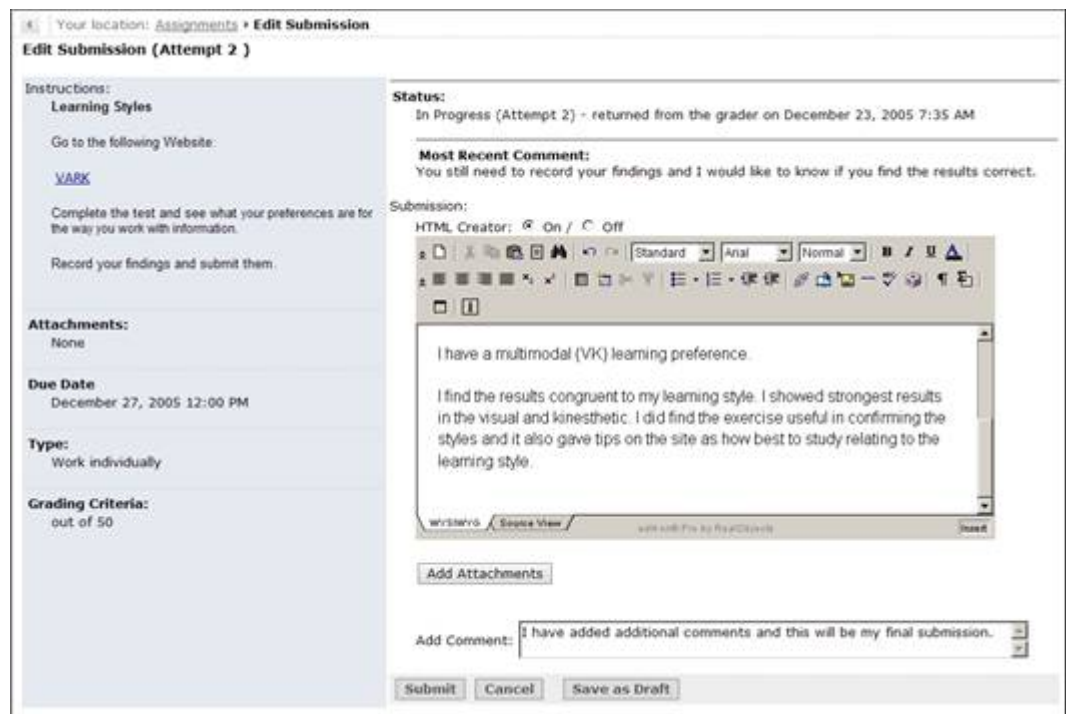 Your location: Assignments › Edit Submission
Edit Submission (Attempt 2 )
Instructions:
Learning Styles
Go to the following Website:
VARK
Complete the test and see what your preferences are for
the way you work with information.
Record your findings and submit them.
Attachments:
None
Due Date
December 27, 2005 12:00 PM
Type:
Work individually
Grading Criteria:
out of 50
Status:
In Progress (Attempt 2) - returned from the grader on December 23, 2005 7:35 AM
Most Recent Comment:
You still need to record your findings and I would like to know if you find the results correct.
Submission:
HTML Creator: On / Off
Standard Arial Normal B I U A
I have a multimodal (VK) learning preference.
I find the results congruent to my learning style. I showed strongest results
in the visual and kinesthetic. I did find the exercise useful in confirming the
styles and it also gave tips on the site as how best to study relating to the
learning style.
WYSIWYG Source View by RealObjects Insert
Add Attachments
Add Comment: I have added additional comments and this will be my final submission.
Submit Cancel Save as Draft